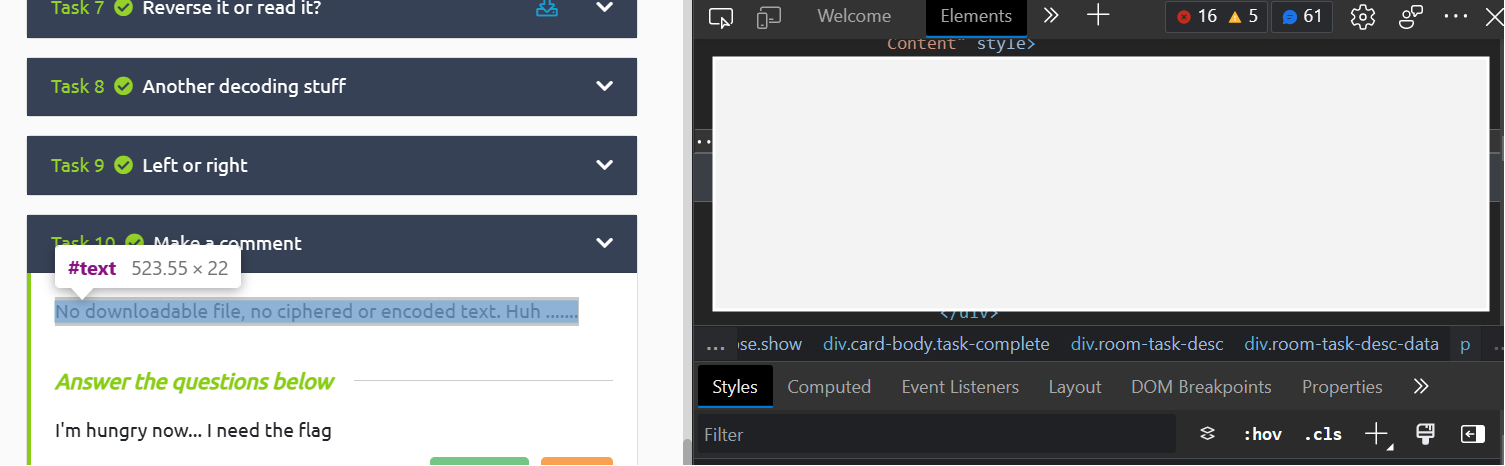 Task 7 Reverse it or read it?
Task 8 Another decoding stuff
Task 9 Left or right
Task 10 Make a comment
#text 523.55 × 22
No downloadable file, no ciphered or encoded text. Huh .......
Answer the questions below
I'm hungry now... I need the flag
Welcome Elements 16 5 61
Content" style>
</div>
... ose.show div.card-body.task-complete div.room-task-desc div.room-task-desc-data p ..
Styles Computed Event Listeners Layout DOM Breakpoints Properties
Filter :hov .cls